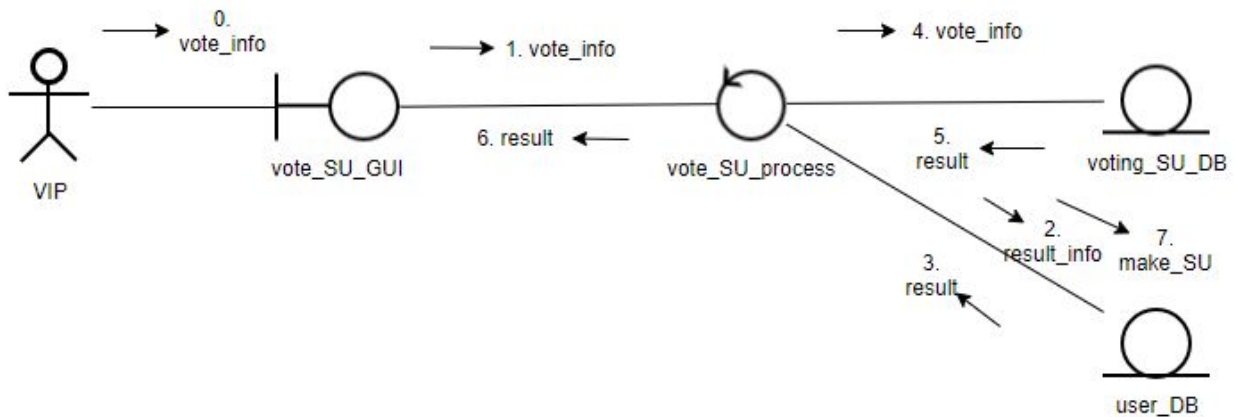 0.
vote_info
1. vote_info
4. vote_info
6. result
5.
result
vote_SU_GUI
vote_SU_process
voting_SU_DB
VIP
2.
result_info
7.
make_SU
3.
result
user_DB